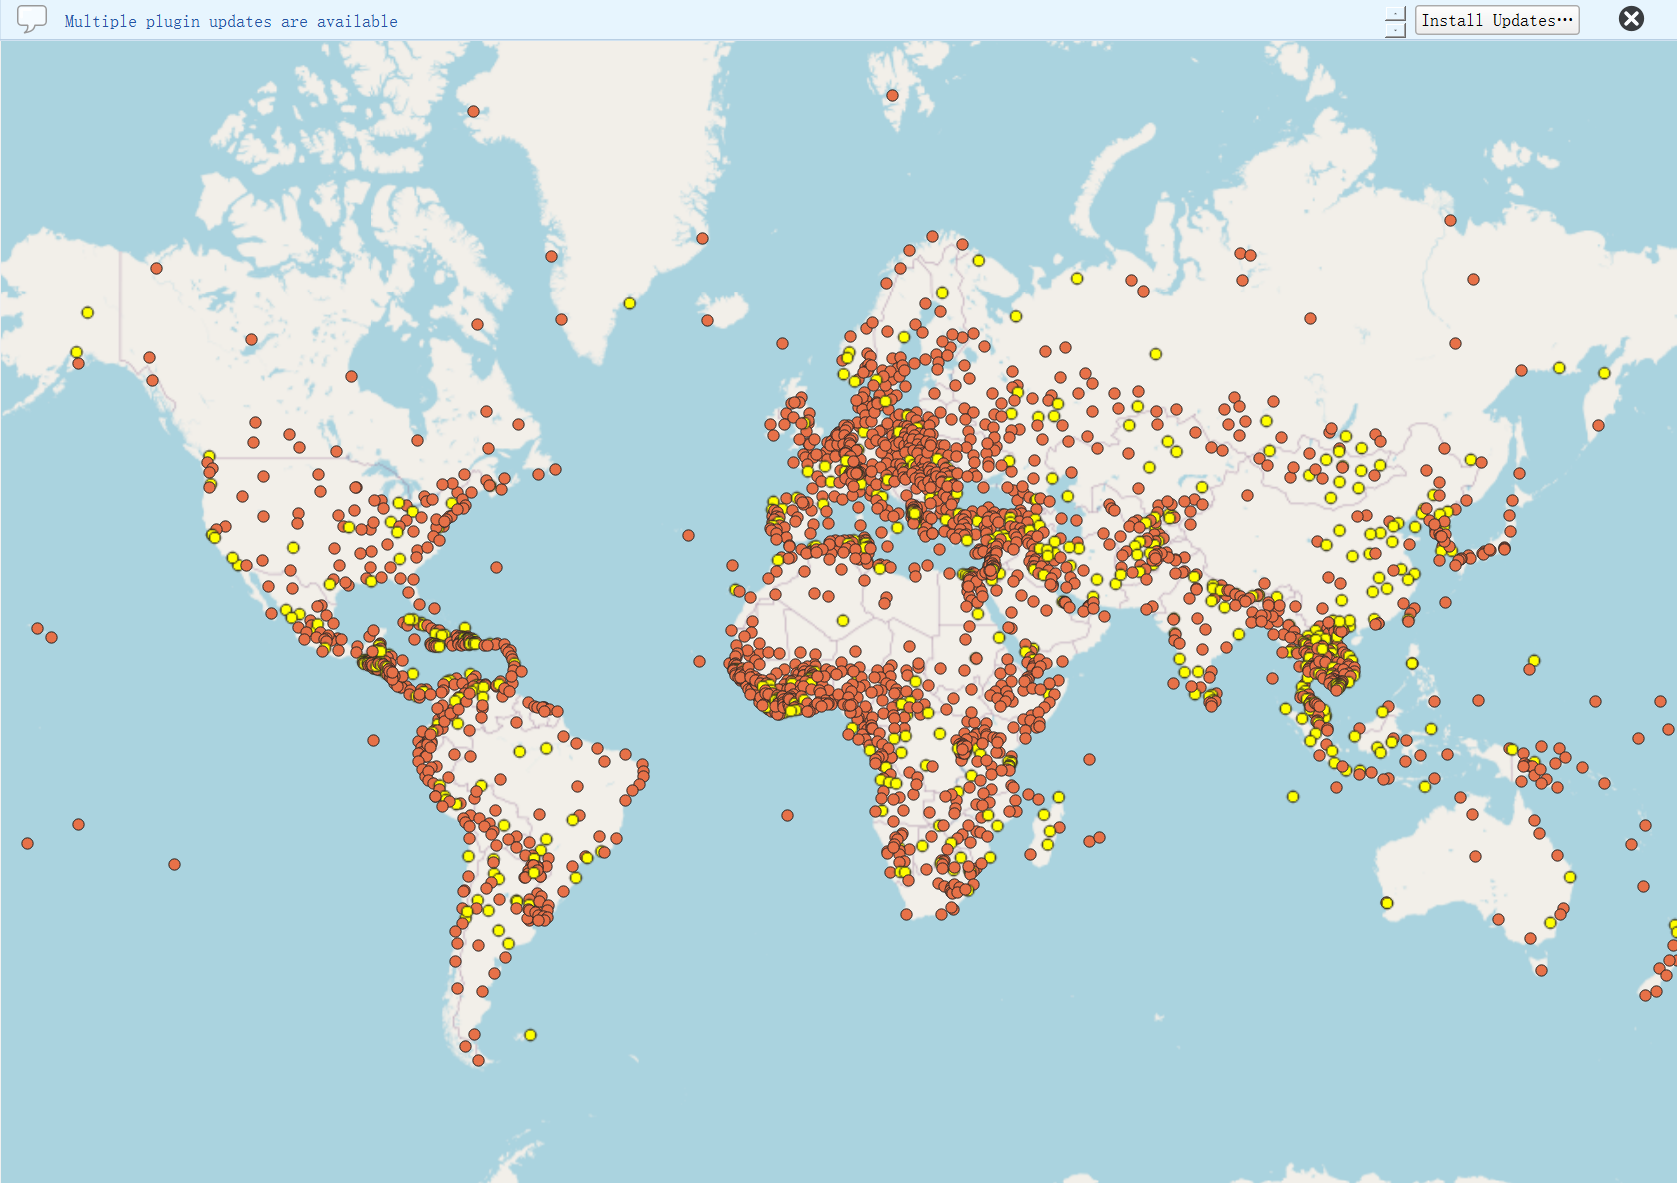 Multiple plugin updates are available
Install Updates…